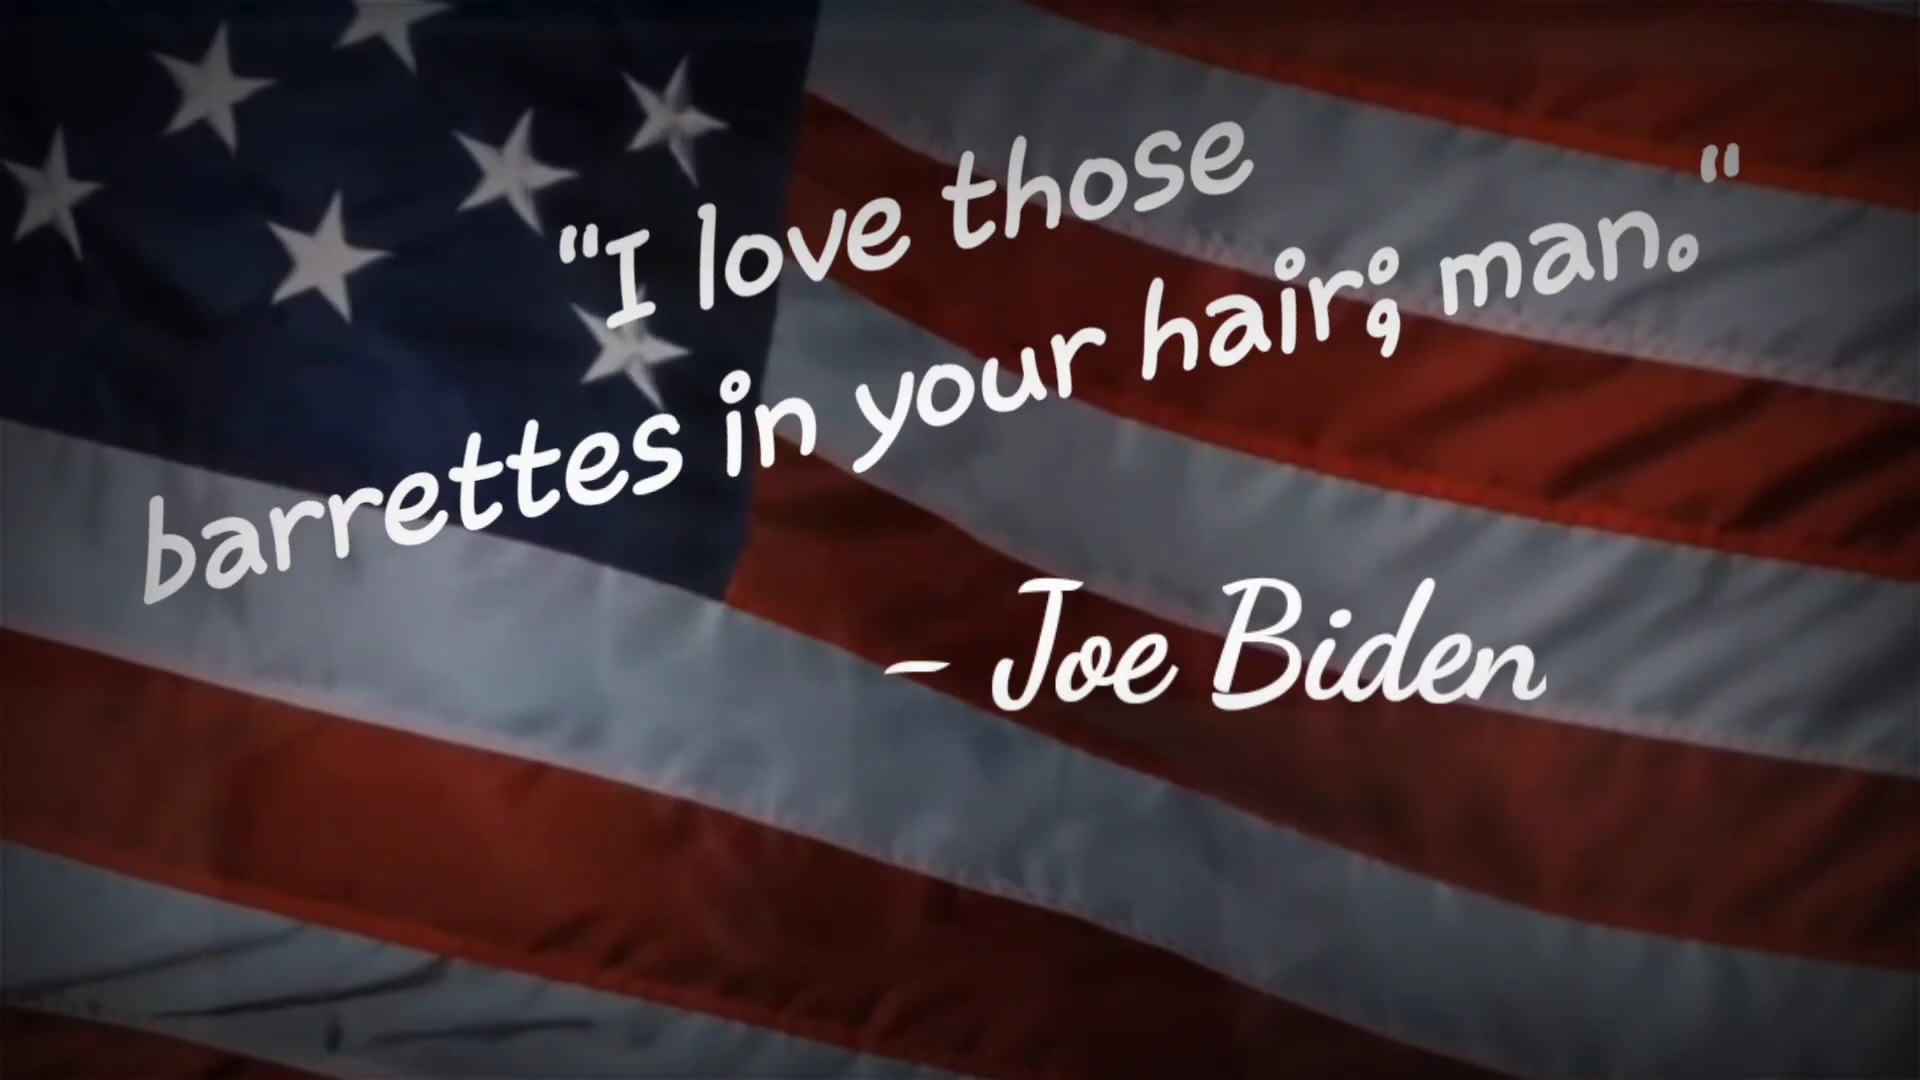 “I love those
barrettes in your hair; man.“
- Joe Biden